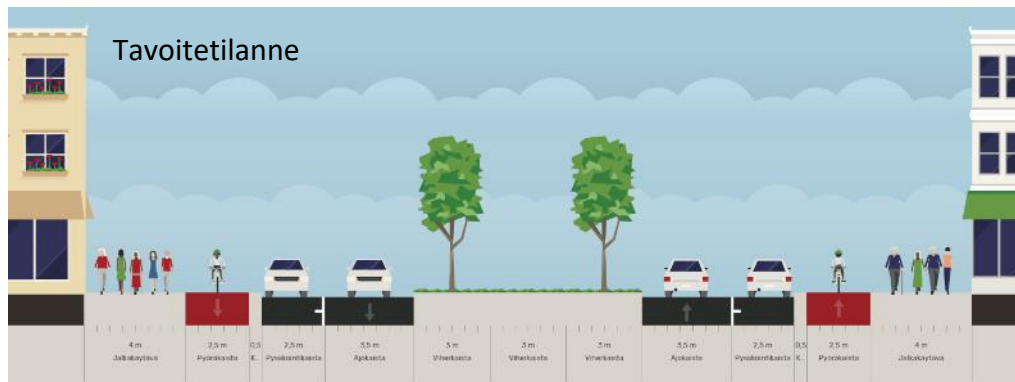 Tavoitetilanne
4 m
Jalkakäytävä
2,5 m
Pyöräkaista
0,5
K...
2,5 m
Pysäköintikaista
3,5 m
Ajokaista
3 m
Viherkaista
3 m
Viherkaista
3 m
Viherkaista
3,5 m
Ajokaista
2,5 m
Pysäköintikaista
0,5
K...
2,5 m
Pyöräkaista
4 m
Jalkakäytävä